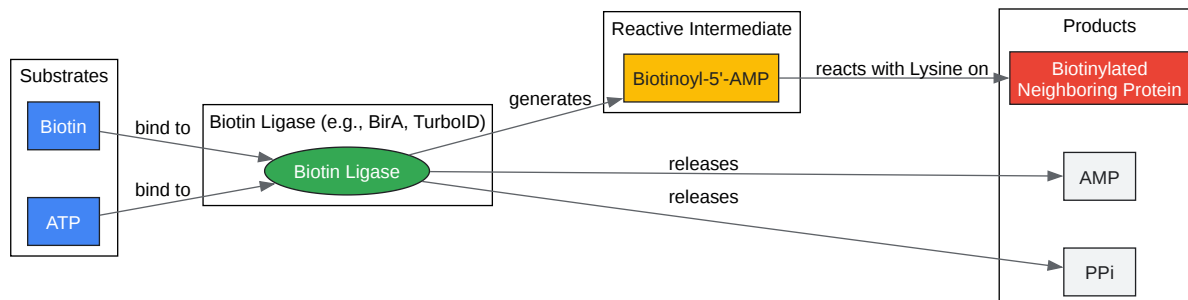 Substrates
Biotin
ATP
bind to
bind to
Biotin Ligase (e.g., BirA, TurboID)
Biotin Ligase
generates
Reactive Intermediate
Biotinoyl-5'-AMP
reacts with Lysine on
releases
releases
Products
Biotinylated
Neighboring Protein
AMP
PPi